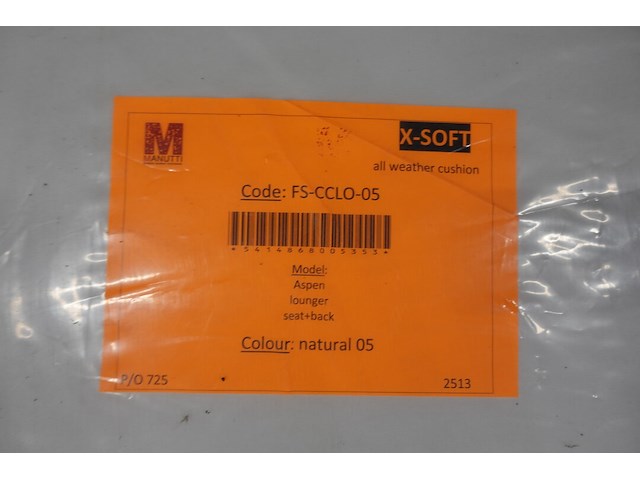 M
MANUTTI
X-SOFT
all weather cushion
Code: FS-CCLO-05
*5454868005353*
Model:
Aspen
lounger
seat+back
Colour: natural 05
P/O 725
2513